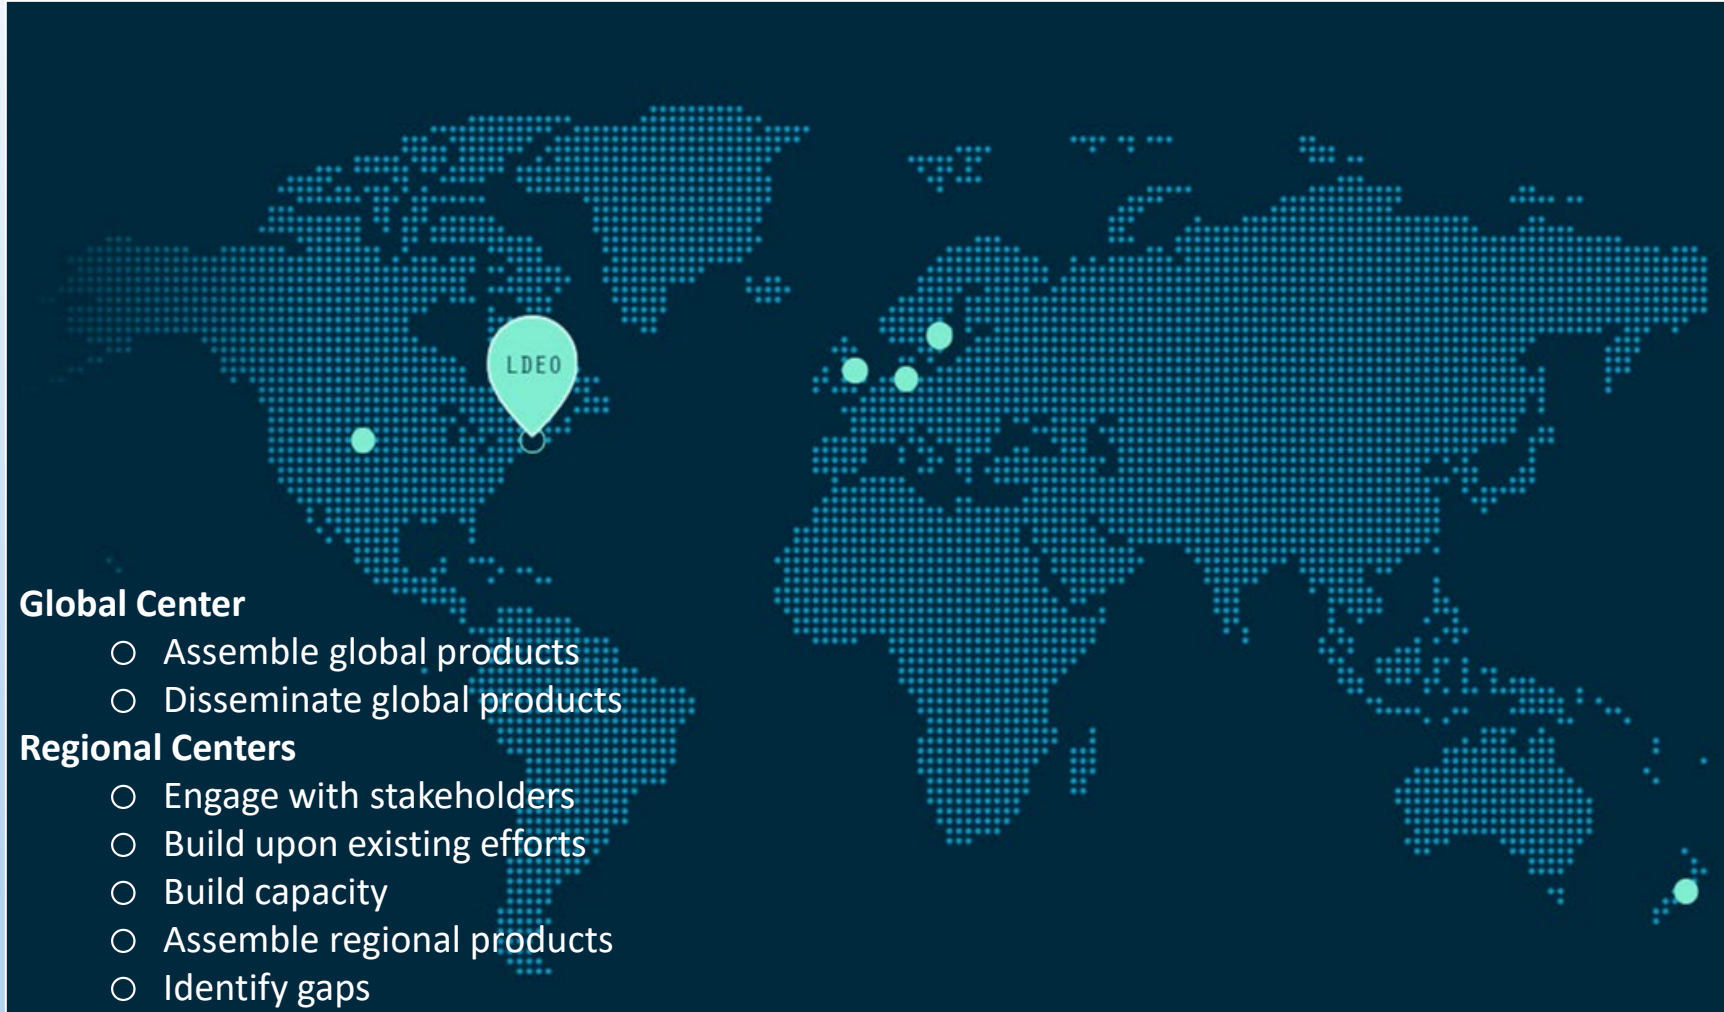 LDEO
Global Center
○ Assemble global products
○ Disseminate global products
Regional Centers
○ Engage with stakeholders
○ Build upon existing efforts
○ Build capacity
○ Assemble regional products
○ Identify gaps